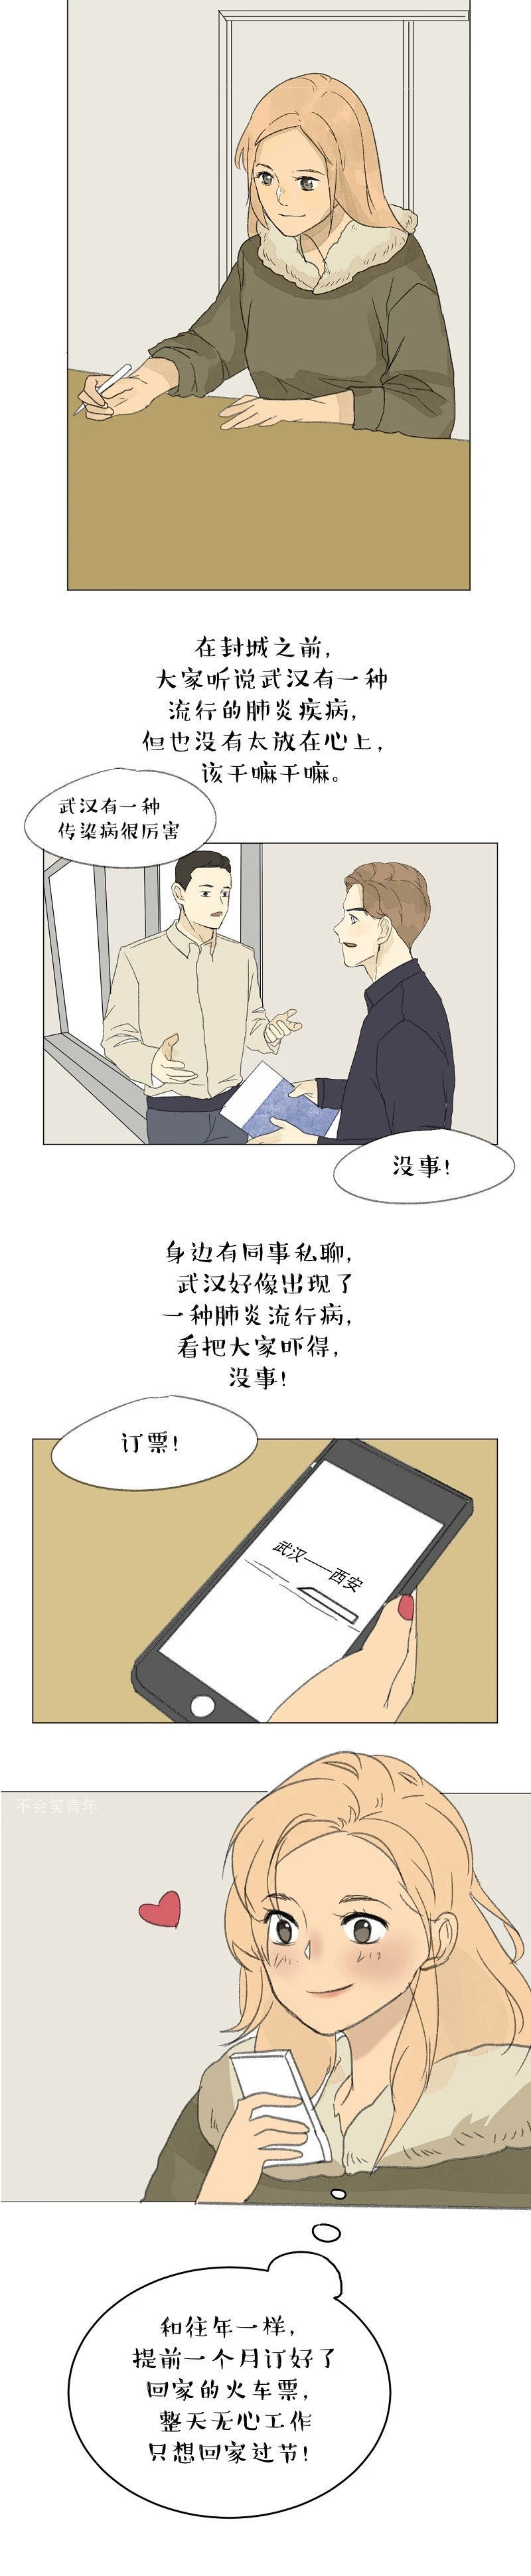 在封城之前，
大家听说武汉有一种
流行的肺炎疾病，
但也没有太放在心上，
该干嘛干嘛。
武汉有一种
传染病很厉害
没事！
身边有同事私聊，
武汉好像出现了
一种肺炎流行病，
看把大家吓得，
没事！
订票！
武汉——西安
不会笑青年
和往年一样，
提前一个月订好了
回家的火车票，
整天无心工作
只想回家过节！